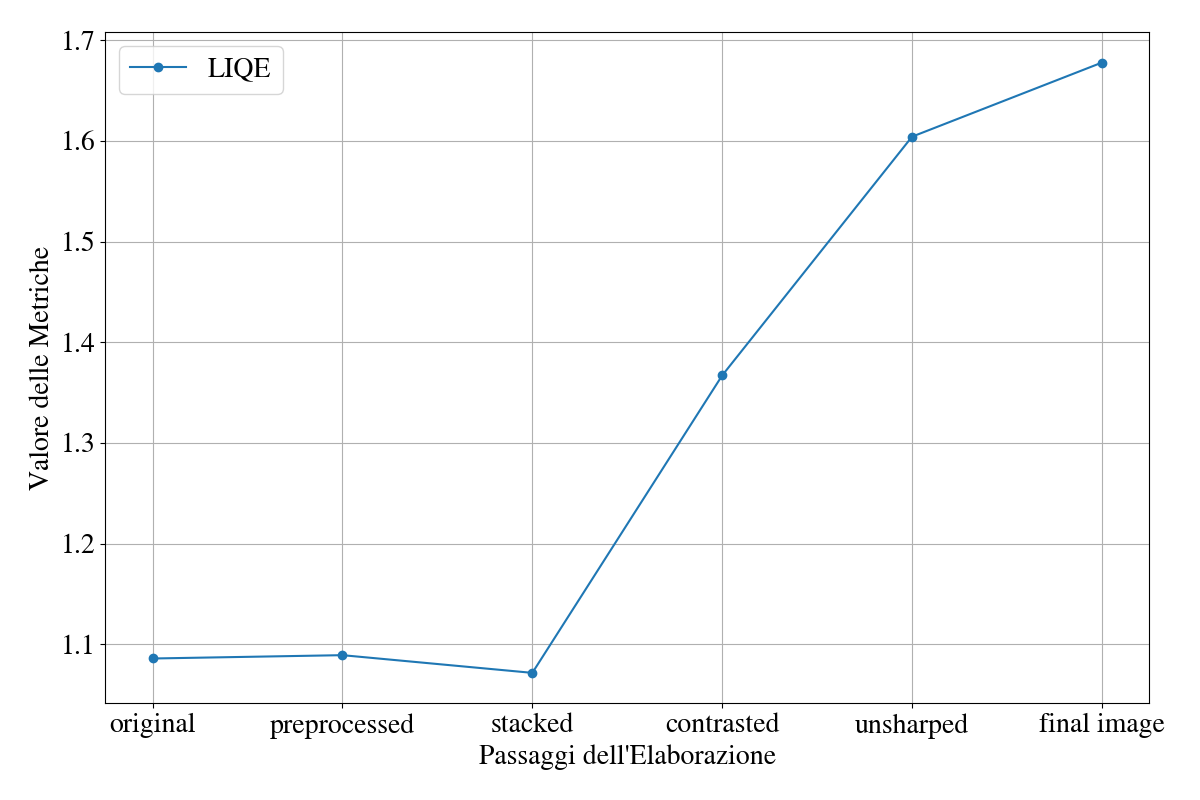 LIQE
Valore delle Metriche
1.7
1.6
1.5
1.4
1.3
1.2
1.1
original preprocessed stacked contrasted unsharped final image
Passaggi dell'Elaborazione